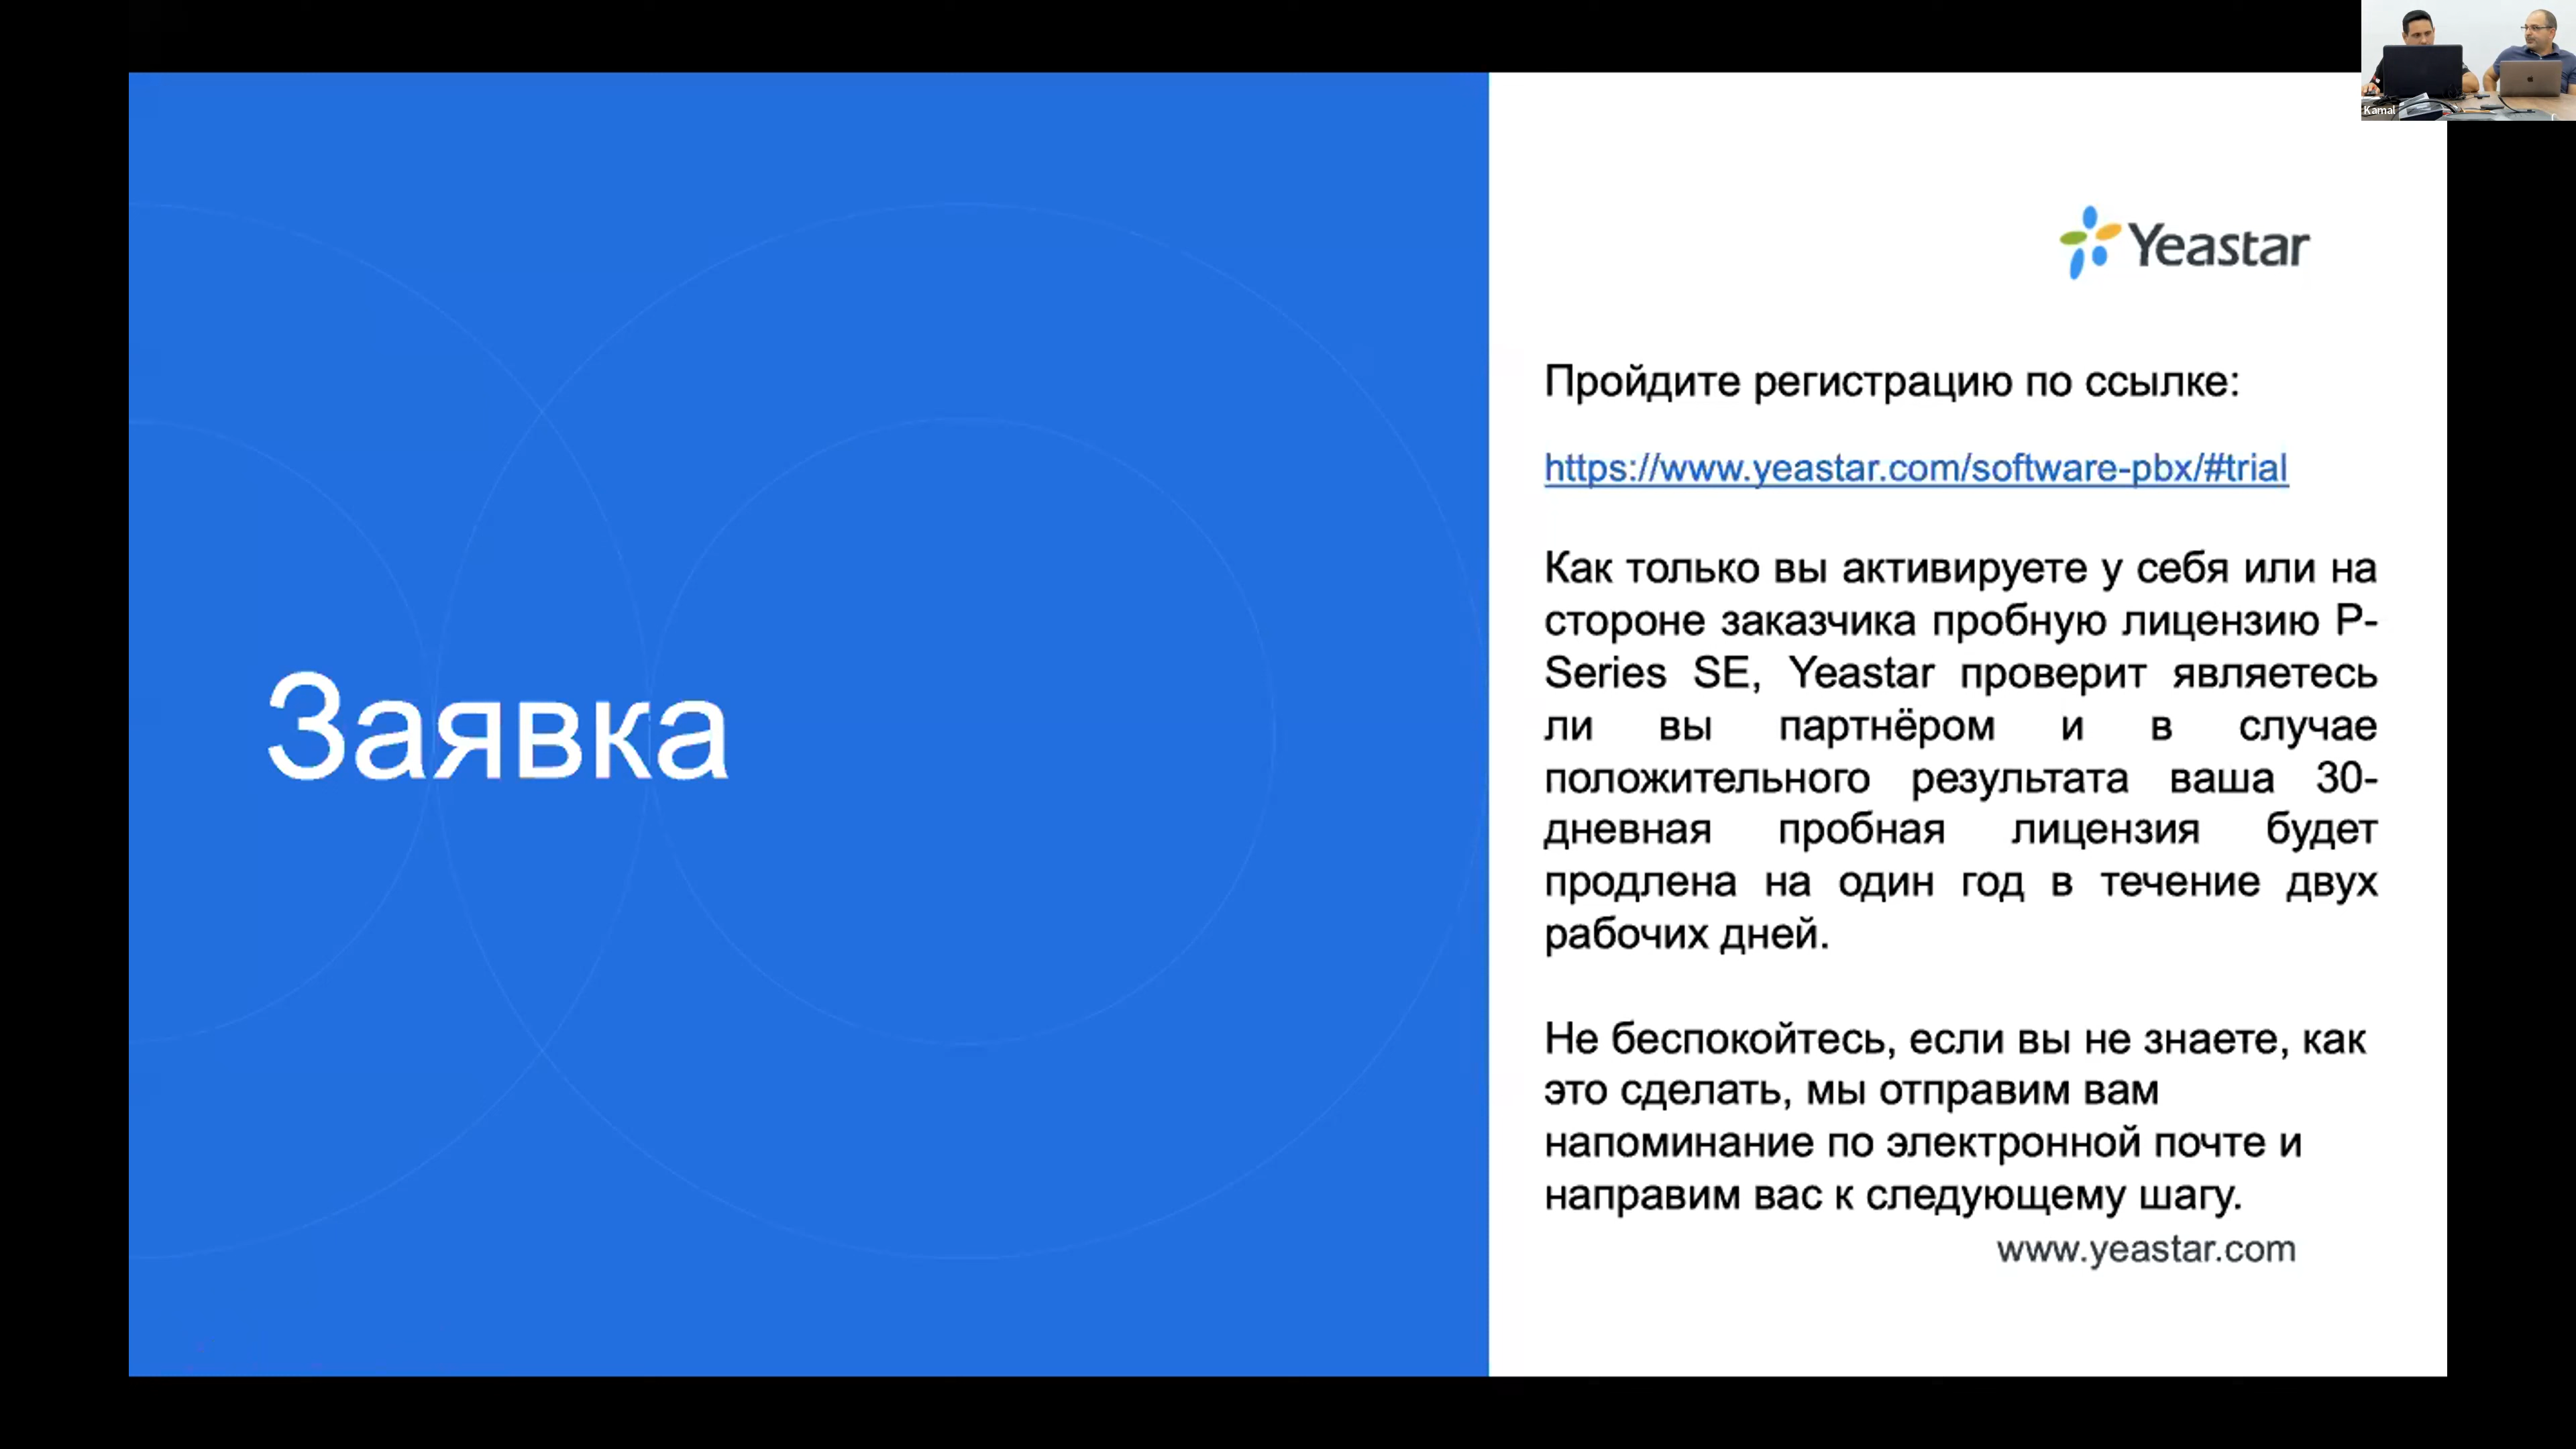 Kamal
Yeastar
Заявка
Пройдите регистрацию по ссылке:
https://www.yeastar.com/software-pbx/#trial
Как только вы активируете у себя или на
стороне заказчика пробную лицензию P-
Series SE, Yeastar проверит являетесь
ли вы партнёром и в случае
положительного результата ваша 30-
дневная пробная лицензия будет
продлена на один год в течение двух
рабочих дней.
Не беспокойтесь, если вы не знаете, как
это сделать, мы отправим вам
напоминание по электронной почте и
направим вас к следующему шагу.
www.yeastar.com